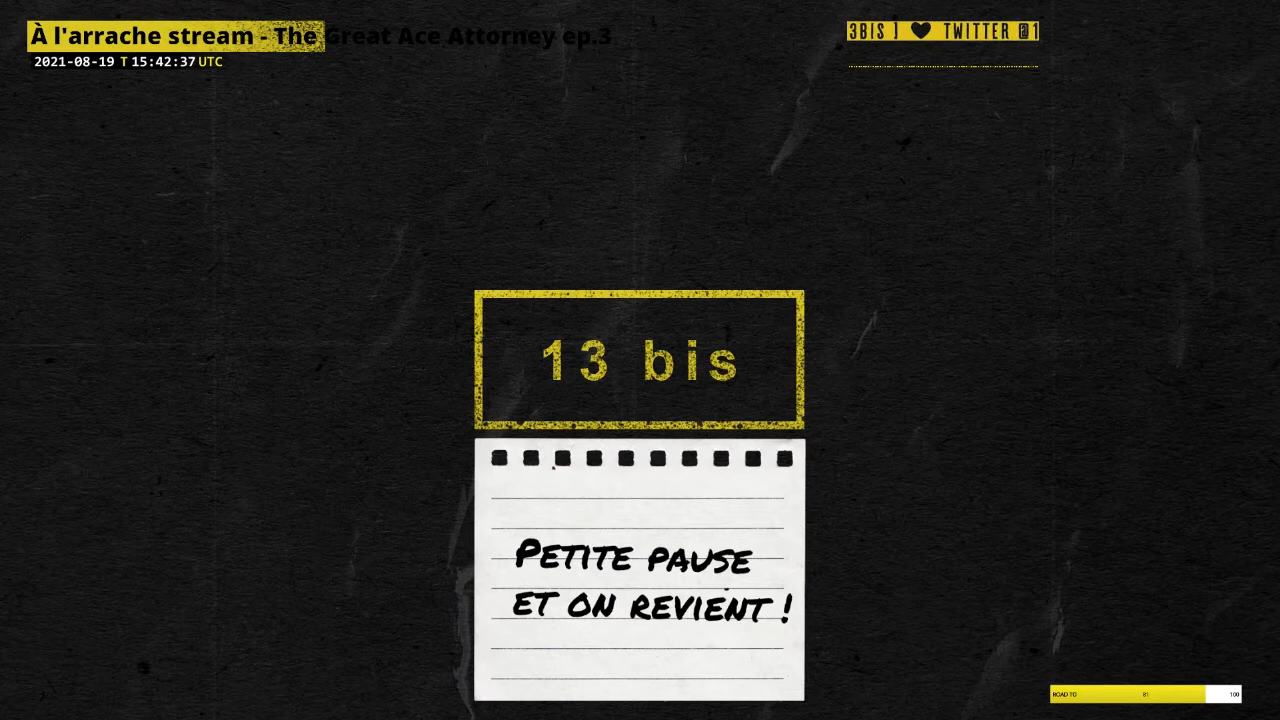 À l'arrache stream - The Great Ace Attorney ep.3
2021-08-19 T 15:42:37 UTC
3BIS ] ♥ TWITTER @1
13 bis
PETITE PAUSE
ET ON REVIENT !
ROAD TO 81 100